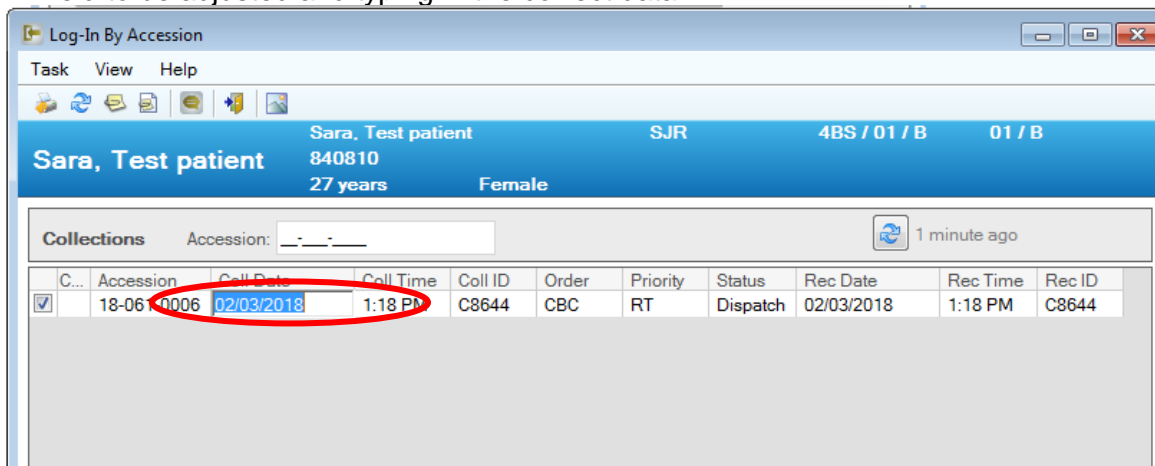 Log-In By Accession
Task View Help
Sara, Test patient
Sara, Test patient SJR 4BS / 01 / B 01 / B
840810
27 years Female
Collections Accession: __-___-____ 1 minute ago
C... Accession Coll Date Coll Time Coll ID Order Priority Status Rec Date Rec Time Rec ID
18-061-0006 02/03/2018 1:18 PM C8644 CBC RT Dispatch 02/03/2018 1:18 PM C8644